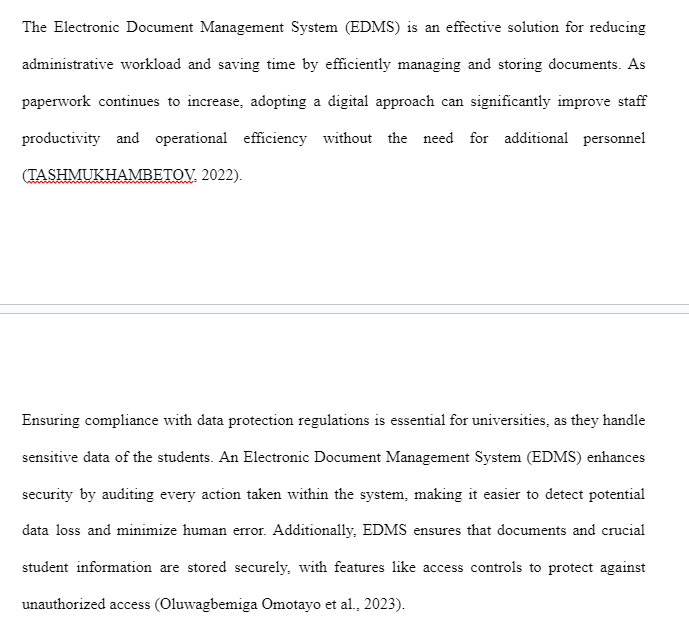 The Electronic Document Management System (EDMS) is an effective solution for reducing
administrative workload and saving time by efficiently managing and storing documents. As
paperwork continues to increase, adopting a digital approach can significantly improve staff
productivity and operational efficiency without the need for additional personnel
(TASHMUKHAMBETOV, 2022).
Ensuring compliance with data protection regulations is essential for universities, as they handle
sensitive data of the students. An Electronic Document Management System (EDMS) enhances
security by auditing every action taken within the system, making it easier to detect potential
data loss and minimize human error. Additionally, EDMS ensures that documents and crucial
student information are stored securely, with features like access controls to protect against
unauthorized access (Oluwagbemiga Omotayo et al., 2023).